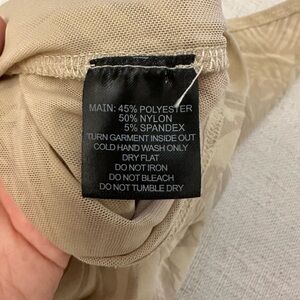 MAIN: 45% POLYESTER
50% NYLON
5% SPANDEX
TURN GARMENT INSIDE OUT
COLD HAND WASH ONLY
DRY FLAT
DO NOT IRON
DO NOT BLEACH
DO NOT TUMBLE DRY